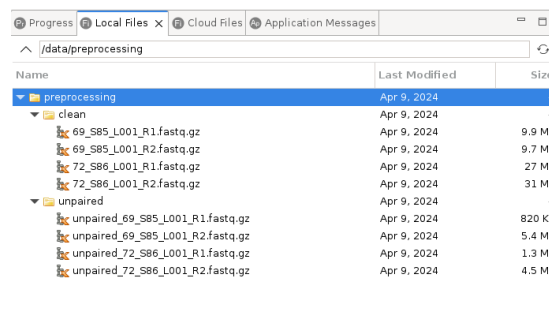 Progress Local Files Cloud Files Application Messages
/data/preprocessing
Name Last Modified Size
preprocessing Apr 9, 2024
clean Apr 9, 2024
69_S85_L001_R1.fastq.gz Apr 9, 2024 9.9 M
69_S85_L001_R2.fastq.gz Apr 9, 2024 9.7 M
72_S86_L001_R1.fastq.gz Apr 9, 2024 27 M
72_S86_L001_R2.fastq.gz Apr 9, 2024 31 M
unpaired Apr 9, 2024
unpaired_69_S85_L001_R1.fastq.gz Apr 9, 2024 820 K
unpaired_69_S85_L001_R2.fastq.gz Apr 9, 2024 5.4 M
unpaired_72_S86_L001_R1.fastq.gz Apr 9, 2024 1.3 M
unpaired_72_S86_L001_R2.fastq.gz Apr 9, 2024 4.5 M